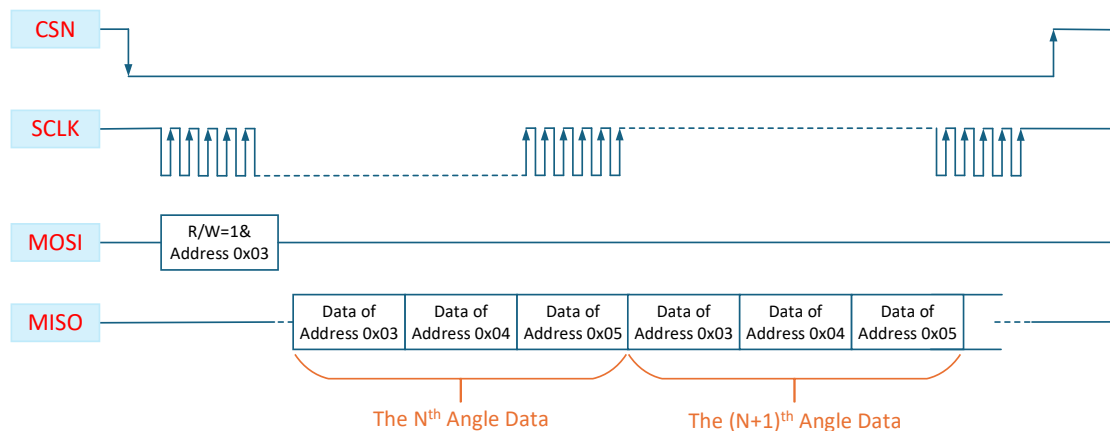 CSN
SCLK
MOSI
R/W=1&
Address 0x03
MISO
Data of
Address 0x03
Data of
Address 0x04
Data of
Address 0x05
Data of
Address 0x03
Data of
Address 0x04
Data of
Address 0x05
The Nth Angle Data
The (N+1)th Angle Data